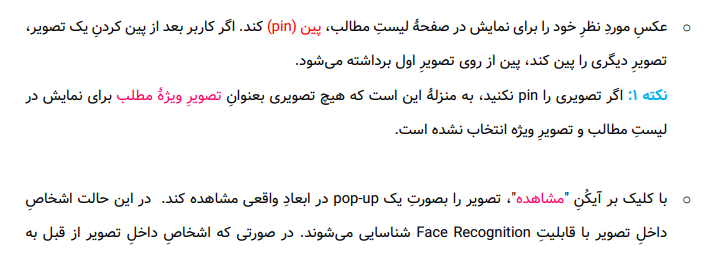 ○ عکسِ موردِ نظرِ خود را برای نمایش در صفحهٔ لیستِ مطالب، پین (pin) کند. اگر کاربر بعد از پین کردنِ یک تصویر،
تصویرِ دیگری را پین کند، پین از روی تصویرِ اول برداشته می‌شود.
نکته ۱: اگر تصویری را pin نکنید، به منزلهٔ این است که هیچ تصویری بعنوانِ تصویرِ ویژهٔ مطلب برای نمایش در
لیستِ مطالب و تصویرِ ویژه انتخاب نشده است.
○ با کلیک بر آیکُنِ "مشاهده"، تصویر را بصورتِ یک pop-up در ابعادِ واقعی مشاهده کند. در این حالت اشخاصِ
داخلِ تصویر با قابلیتِ Face Recognition شناسایی می‌شوند. در صورتی که اشخاصِ داخلِ تصویر از قبل به